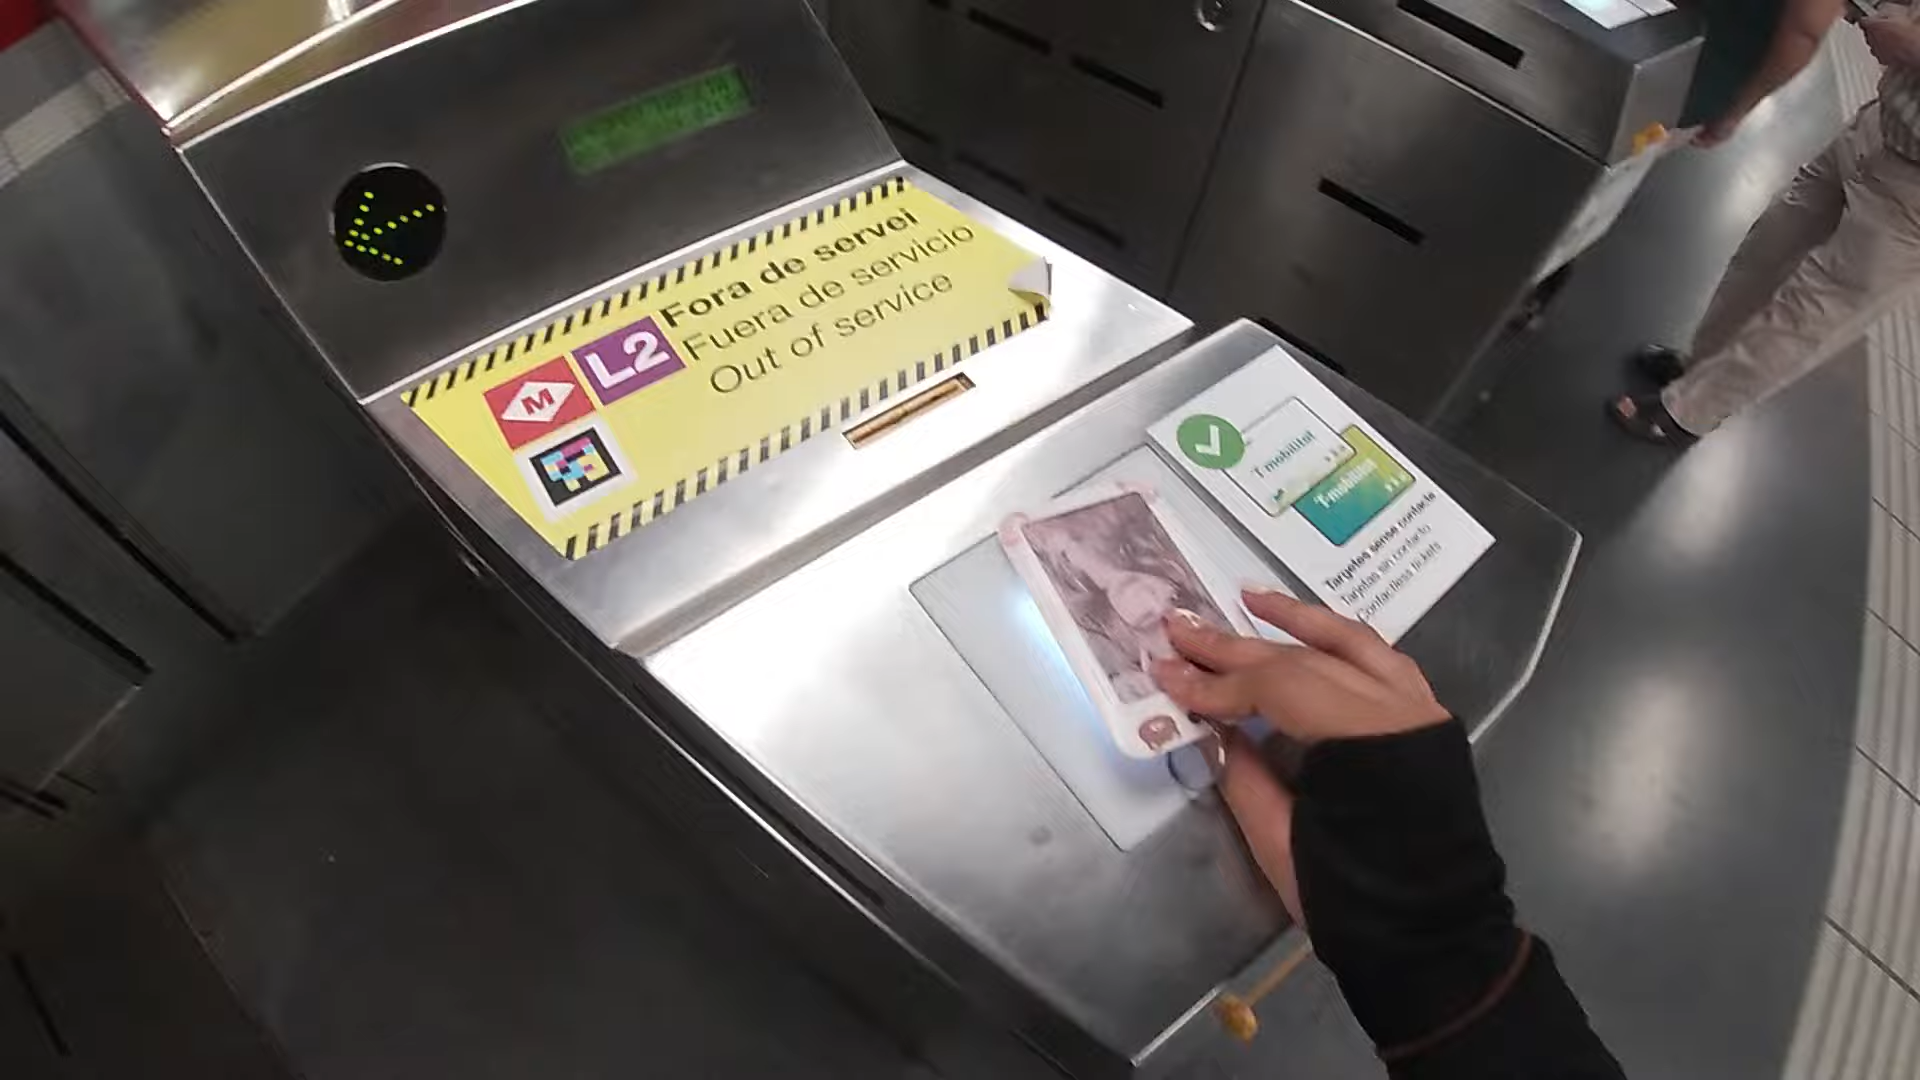 Fora de servei
Fuera de servicio
Out of service
M
L2
T-mobilitat
T-mobilitat
Targetes sense contacte
Tarjetas sin contacto
Contactless tickets